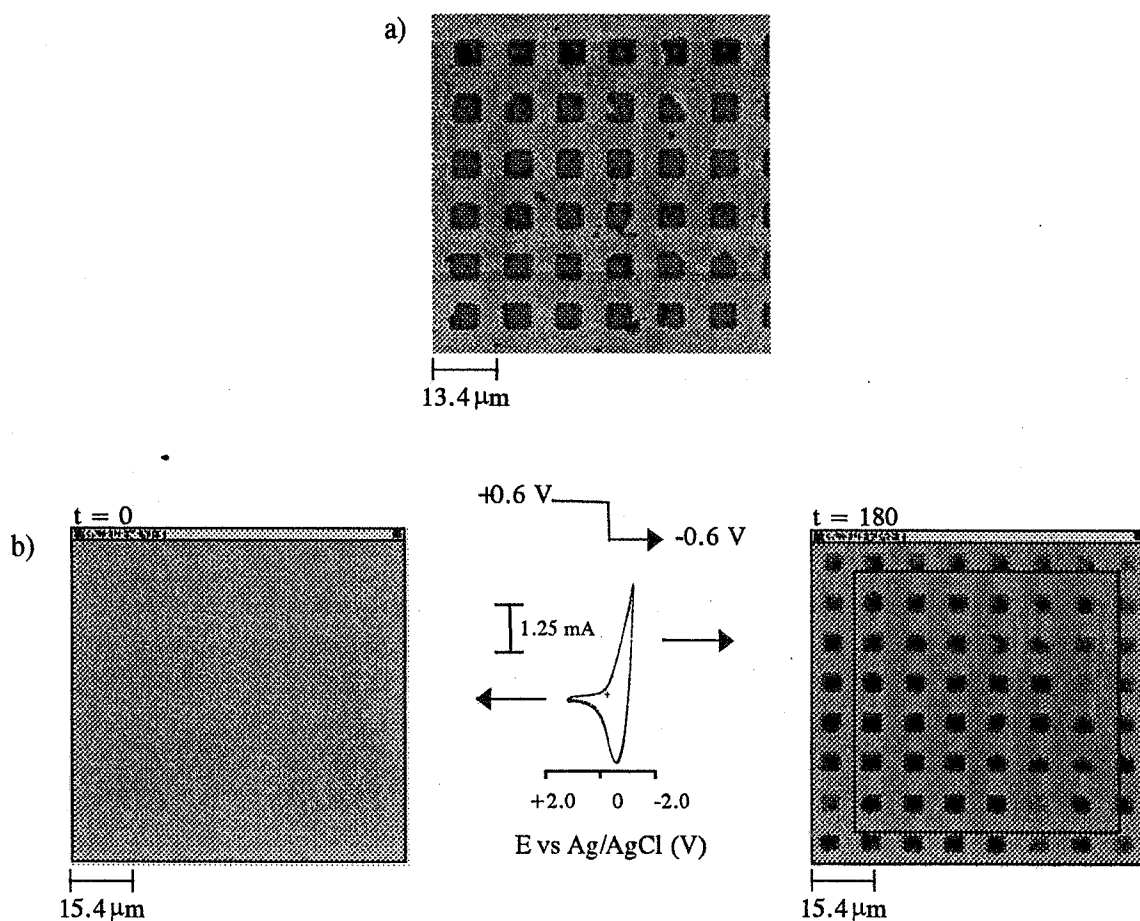 a)
13.4 μm
b)
t = 0
+0.6 V
-0.6 V
t = 180
1.25 mA
+2.0 0 -2.0
E vs Ag/AgCl (V)
15.4 μm
15.4 μm